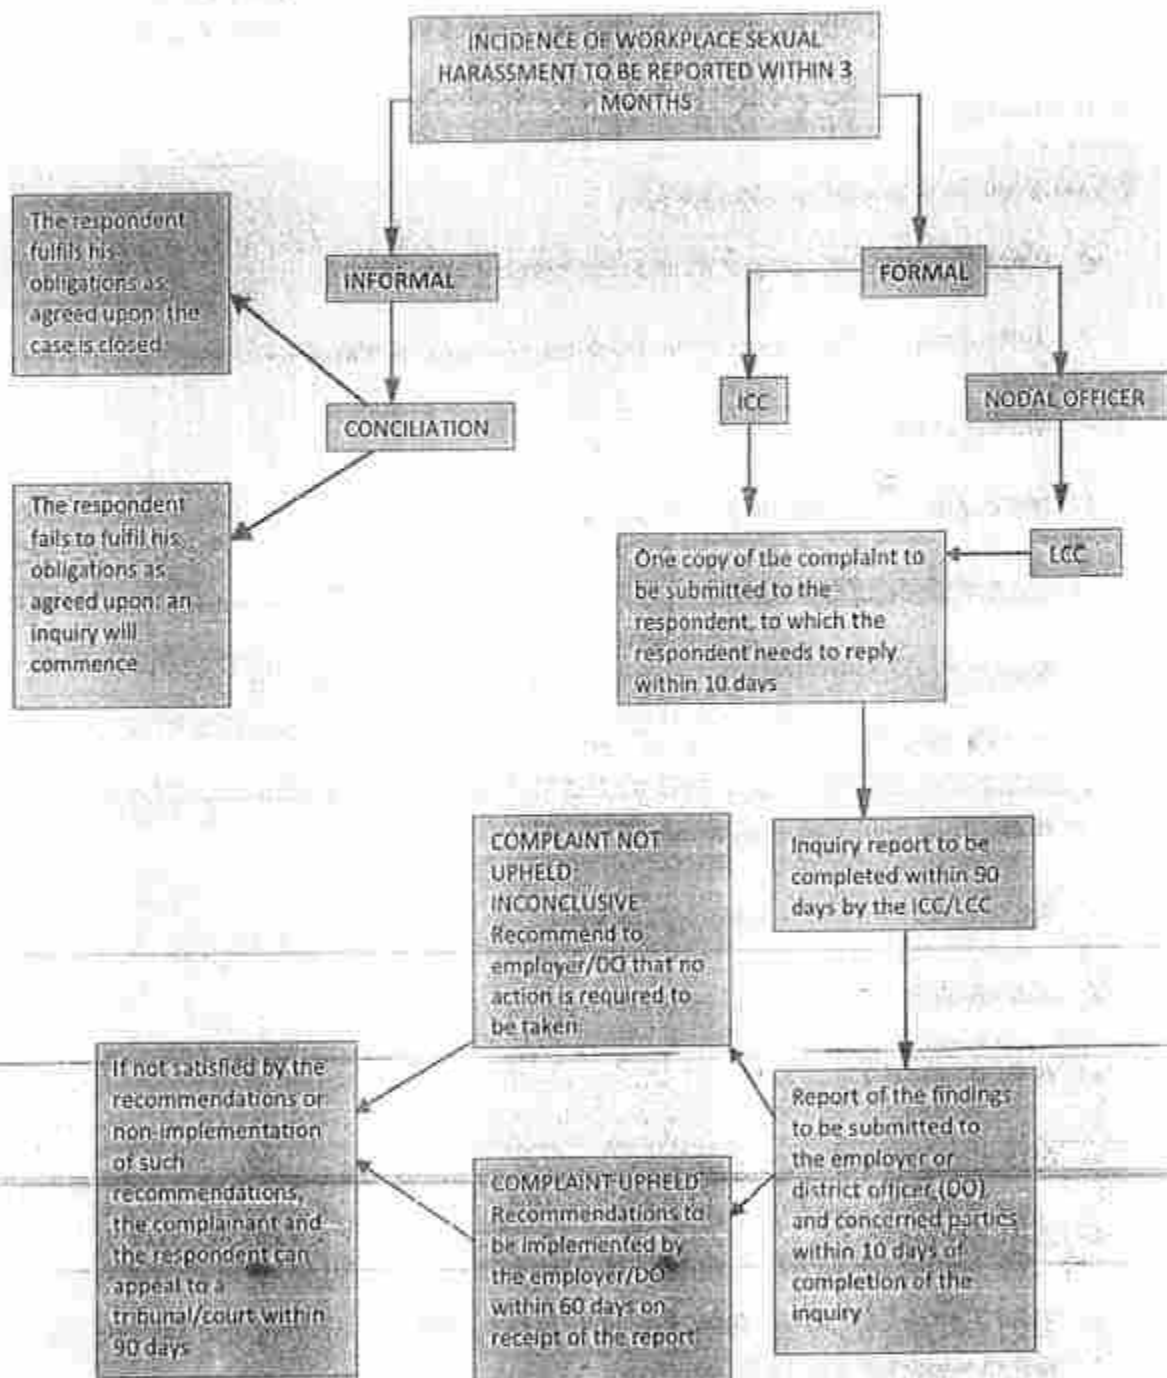 INCIDENCE OF WORKPLACE SEXUAL
HARASSMENT TO BE REPORTED WITHIN 3
MONTHS
INFORMAL
FORMAL
The respondent
fulfils his
obligations as
agreed upon: the
case is closed
CONCILIATION
The respondent
fails to fulfil his
obligations as
agreed upon: an
inquiry will
commence
ICC
NODAL OFFICER
LCC
One copy of the complaint to
be submitted to the
respondent, to which the
respondent needs to reply
within 10 days
Inquiry report to be
completed within 90
days by the ICC/LCC
Report of the findings
to be submitted to
the employer or
district officer (DO)
and concerned parties
within 10 days of
completion of the
inquiry
COMPLAINT NOT
UPHELD:
INCONCLUSIVE
Recommend to
employer/DO that no
action is required to
be taken
COMPLAINT UPHELD
Recommendations to
be implemented by
the employer/DO
within 60 days on
receipt of the report
If not satisfied by the
recommendations or
non-implementation
of such
recommendations,
the complainant and
the respondent can
appeal to a
tribunal/court within
90 days